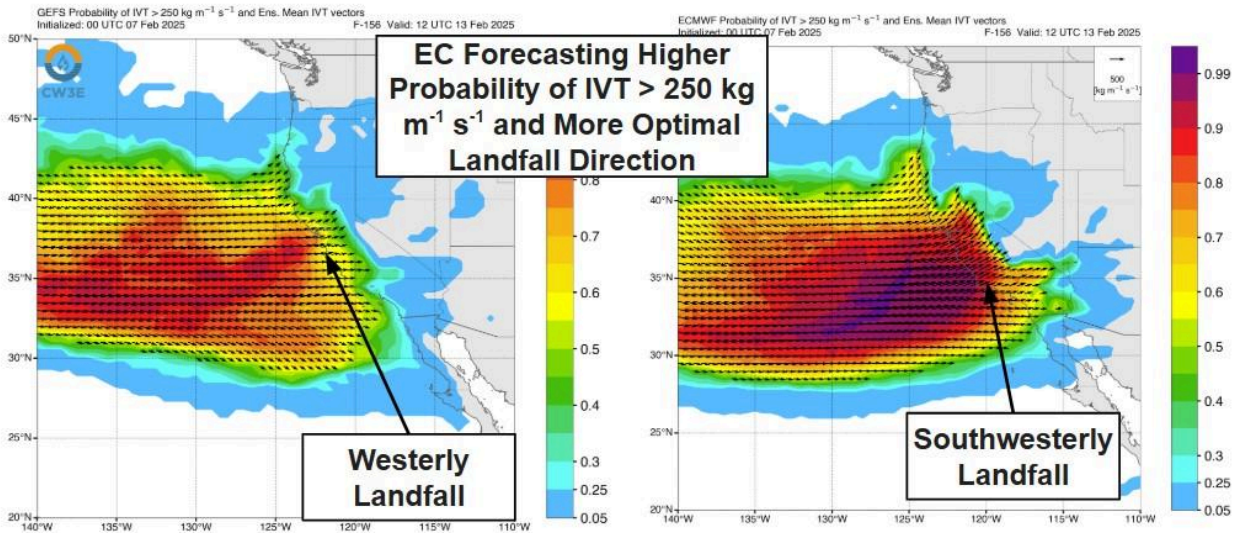 GEFS Probability of IVT > 250 kg m⁻¹ s⁻¹ and Ens. Mean IVT vectors
Initialized: 00 UTC 07 Feb 2025 F-156 Valid: 12 UTC 13 Feb 2025
ECMWF Probability of IVT > 250 kg m⁻¹ s⁻¹ and Ens. Mean IVT vectors
Initialized: 00 UTC 07 Feb 2025 F-156 Valid: 12 UTC 13 Feb 2025
EC Forecasting Higher
Probability of IVT > 250 kg
m⁻¹ s⁻¹ and More Optimal
Landfall Direction
CW3E
50°N
45°N
40°N
35°N
30°N
25°N
20°N
140°W 135°W 130°W 125°W 120°W 115°W 110°W
Westerly
Landfall
0.8
0.7
0.6
0.5
0.4
0.3
0.25
0.05
45°N
40°N
35°N
30°N
25°N
20°N
140°W 135°W 130°W 125°W 120°W 115°W 110°W
Southwesterly
Landfall
500
[kg m⁻¹ s⁻¹]
0.99
0.9
0.8
0.7
0.6
0.5
0.4
0.3
0.25
0.05